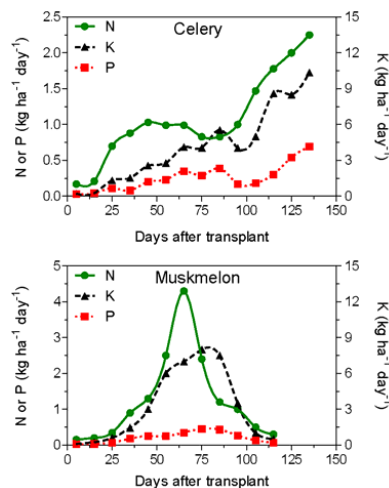 Celery
N
K
P
N or P (kg ha⁻¹ day⁻¹)
2.5
2.0
1.5
1.0
0.5
0.0
K (kg ha⁻¹ day⁻¹)
15
12
9
6
3
0
0 25 50 75 100 125 150
Days after transplant
Muskmelon
N
K
P
N or P (kg ha⁻¹ day⁻¹)
5
4
3
2
1
0
K (kg ha⁻¹ day⁻¹)
15
12
9
6
3
0
0 25 50 75 100 125 150
Days after transplant